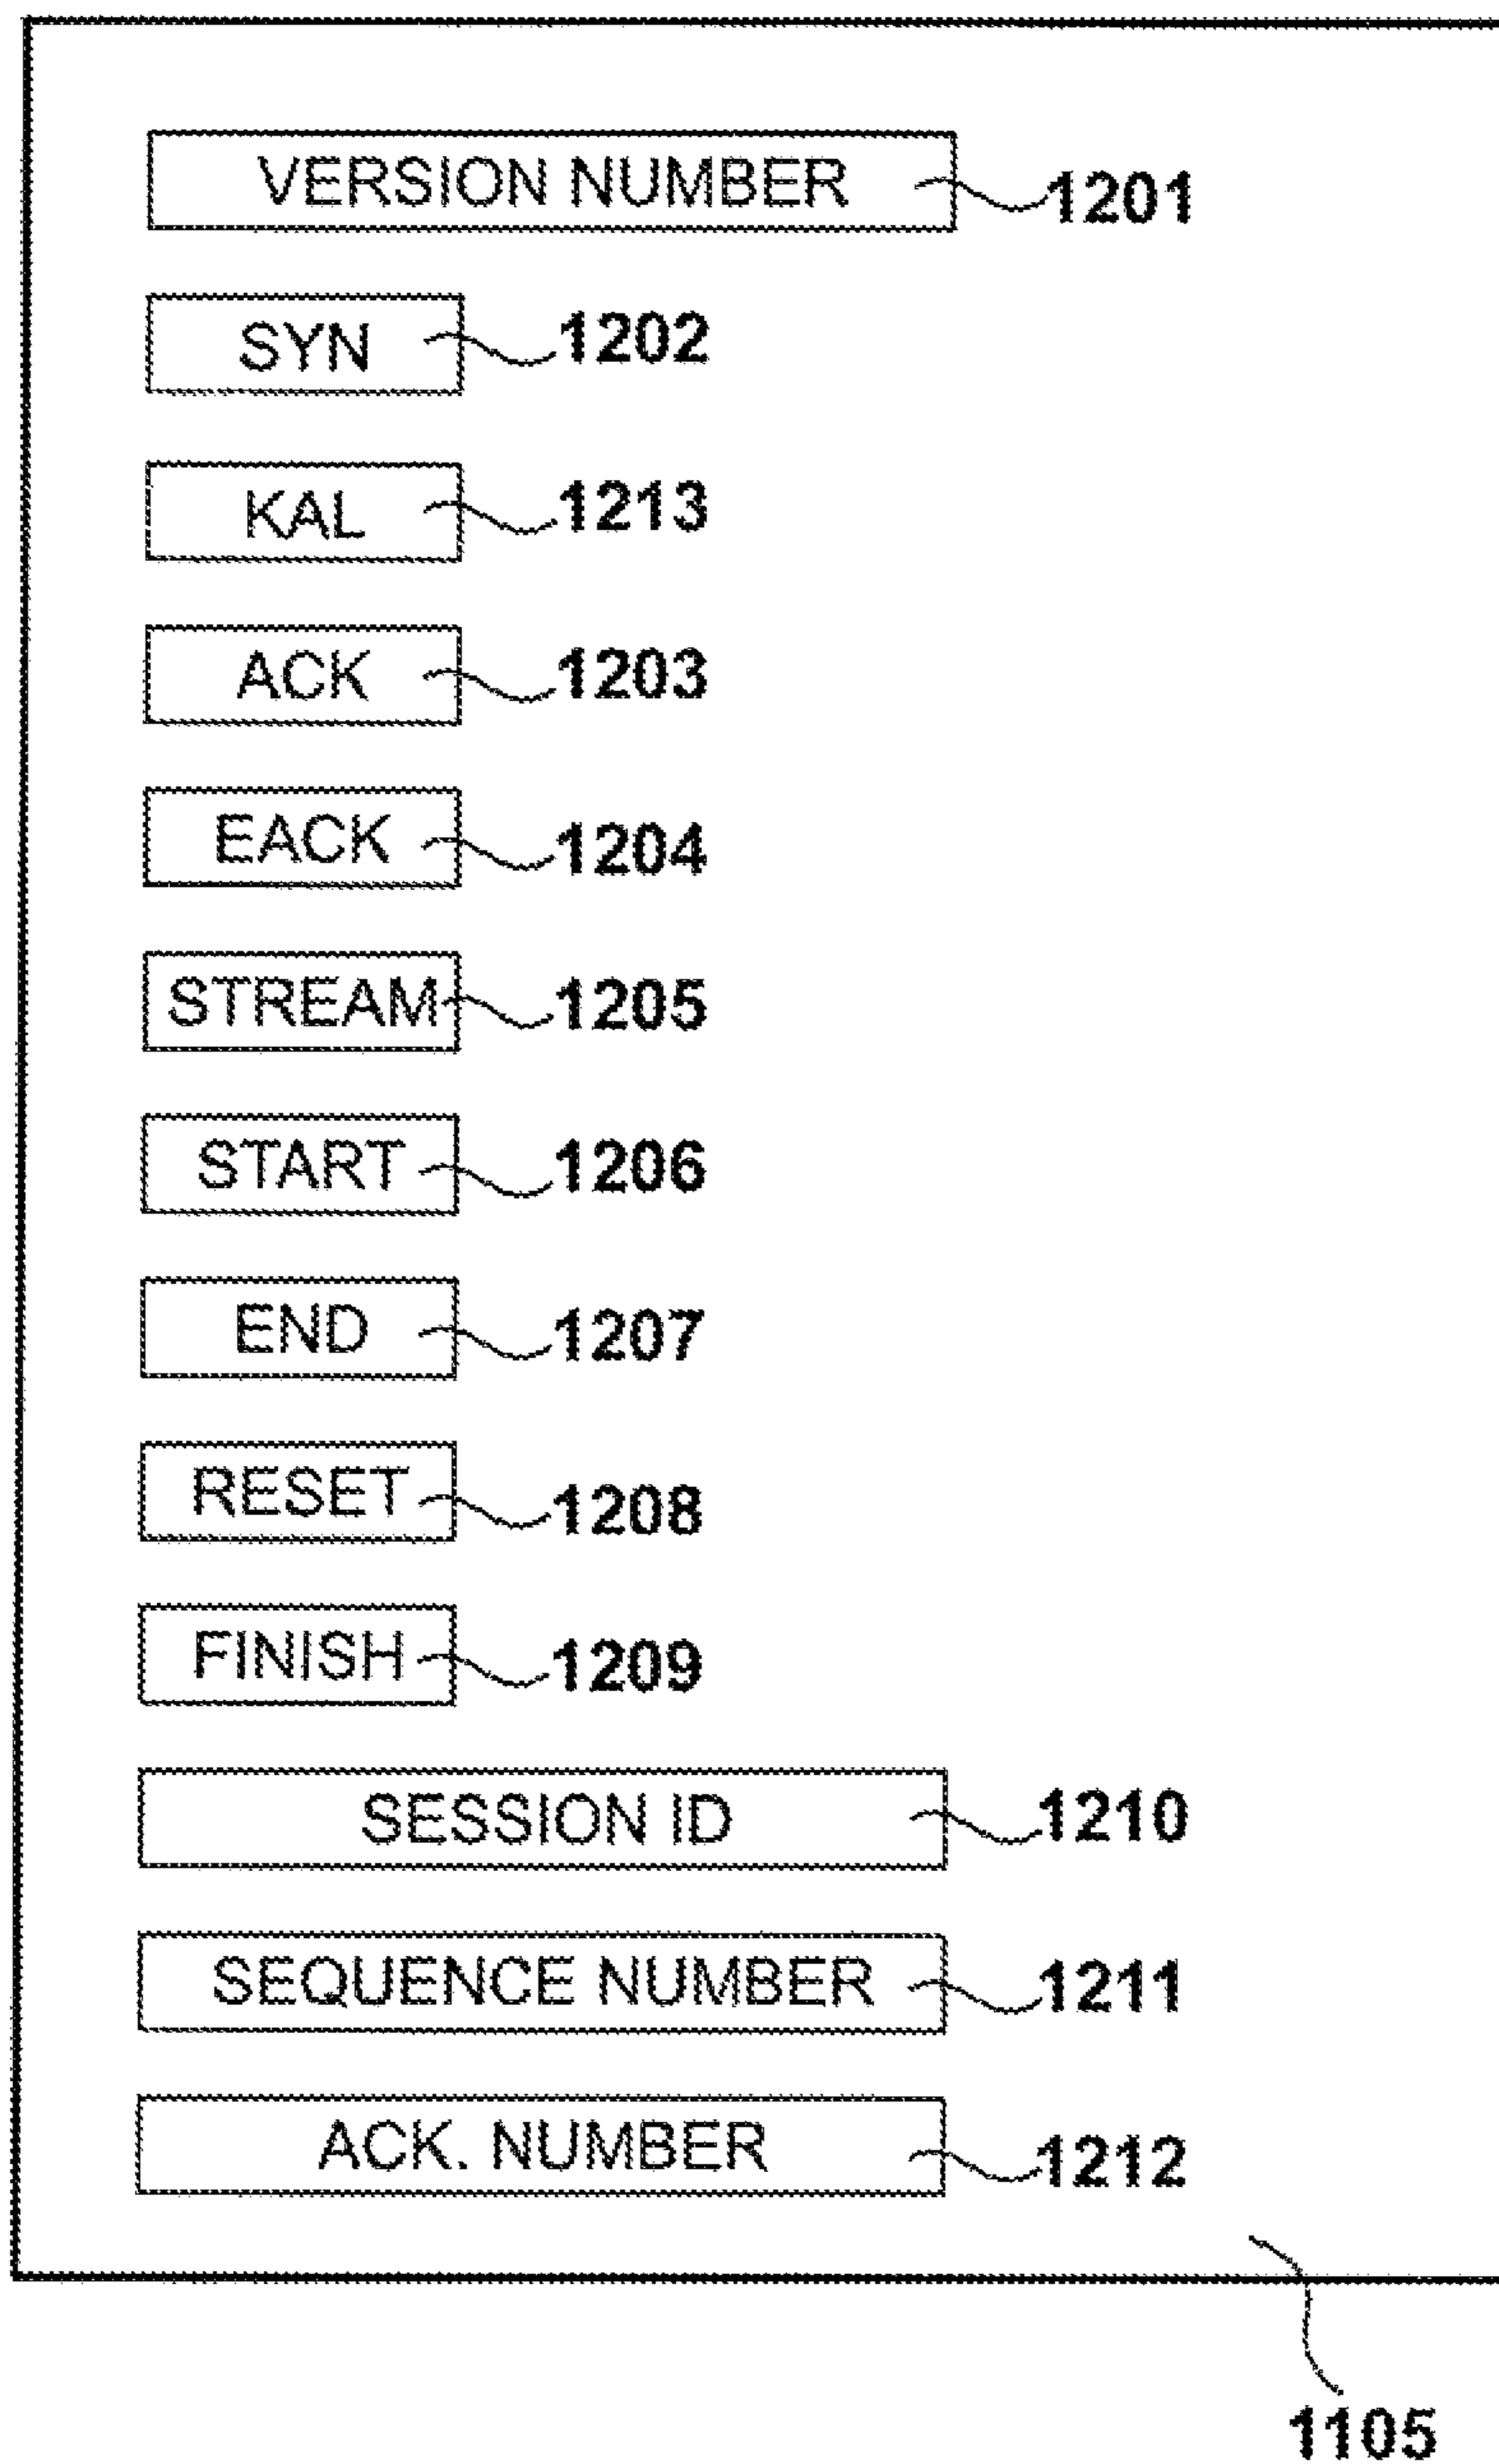 VERSION NUMBER 1201
SYN 1202
KAL 1213
ACK 1203
EACK 1204
STREAM 1205
START 1206
END 1207
RESET 1208
FINISH 1209
SESSION ID 1210
SEQUENCE NUMBER 1211
ACK. NUMBER 1212
1105